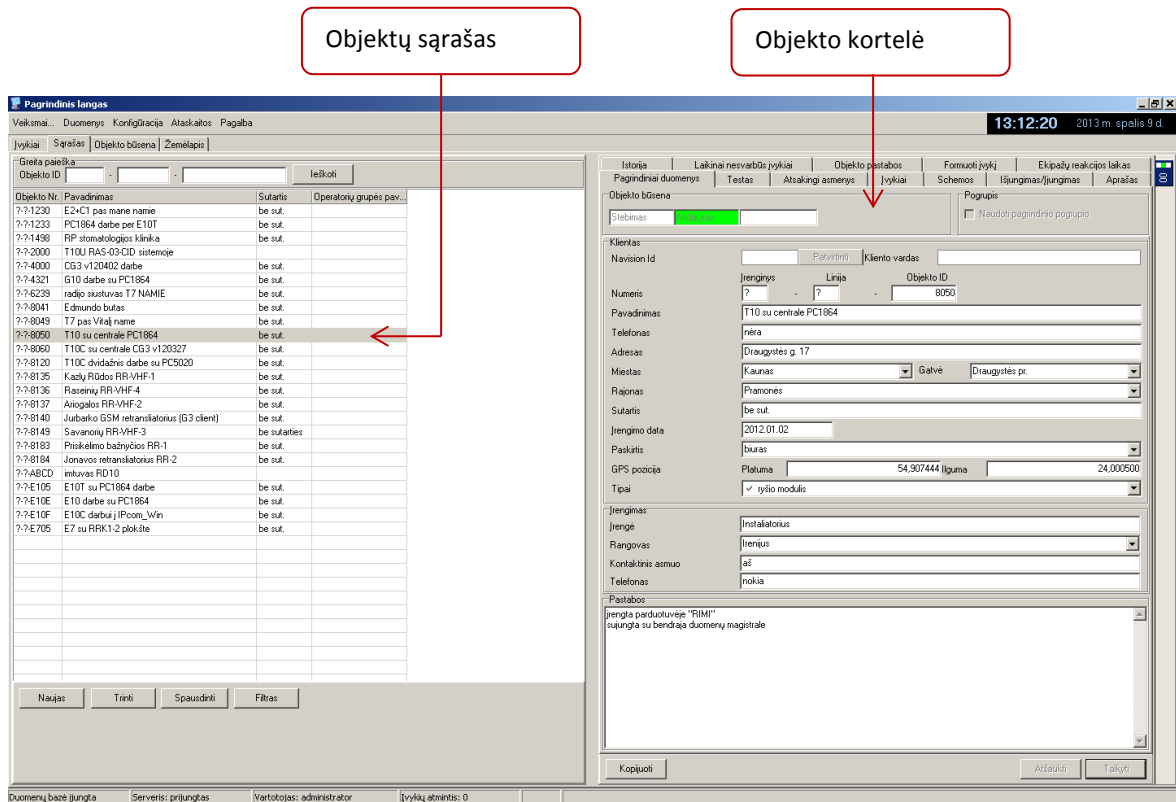 Objektų sąrašas
Objekto kortelė
Pagrindinis langas
Veiksmai... Duomenys Konfigūracija Ataskaitos Pagalba
13:12:20 2013 m. spalis 9 d.
Įvykiai Sąrašas Objekto būsena Žemėlapis
Greita paieška
Objekto ID - - Ieškoti
Objekto Nr. Pavadinimas Sutartis Operatorių grupės pav...
?-?-1230 E2+C1 pas mane namie be sut.
?-?-1233 PC1864 darbe per E10T be sut.
?-?-1498 RP stomatologijos klinika be sut.
?-?-2000 T10U RAS-03-CID sistemoje
?-?-4000 CG3 v120402 darbe be sut.
?-?-4321 G10 darbe su PC1864 be sut.
?-?-6239 radijo siustuvas T7 NAMIE be sut.
?-?-8041 Edmundo butas be sut.
?-?-8049 T7 pas Vitalį name be sut.
?-?-8050 T10 su centrale PC1864 be sut.
?-?-8060 T10C su centrale CG3 v120327 be sut.
?-?-8120 T10C dvidažnis darbe su PC5020 be sut.
?-?-8135 Kazlų Rūdos RR-VHF-1 be sut.
?-?-8136 Raseinių RR-VHF-4 be sut.
?-?-8137 Ariogalos RR-VHF-2 be sut.
?-?-8140 Jurbarko GSM retransliatorius (G3 client) be sut.
?-?-8149 Savanorių RR-VHF-3 be sutarties
?-?-8183 Prisikėlimo bažnyčios RR-1 be sut.
?-?-8184 Jonavos retransliatorius RR-2 be sut.
?-?-ABCD imtuvas RD10
?-?-E105 E10T su PC1864 darbe be sut.
?-?-E10E E10 darbe su PC1864 be sut.
?-?-E10F E10C darbui į IPcom_Win be sut.
?-?-E705 E7 su RRK1-2 plokšte be sut.
Naujas Trinti Spausdinti Filtras
Istorija Laikinai nesvarbūs įvykiai Objekto pastabos Formuoti įvykį Ekipažų reakcijos laikas
Pagrindiniai duomenys Testas Atsakingi asmenys Įvykiai Schemos Išjungimas/Įjungimas Aprašas
Objekto būsena Pogrupis
Stebimas Naudoti pagrindinio pogrupio
Klientas
Navision Id Patvirtinti Kliento vardas
Įrenginys Linija Objekto ID
Numeris ? - ? - 8050
Pavadinimas T10 su centrale PC1864
Telefonas nėra
Adresas Draugystės g. 17
Miestas Kaunas Gatvė Draugystės pr.
Rajonas Pramonės
Sutartis be sut.
Įrengimo data 2012.01.02
Paskirtis biuras
GPS pozicija Platuma 54,907444 Ilguma 24,000500
Tipai ryšio modulis
Įrengimas
Įrengė Instaliatorius
Rangovas Irenijus
Kontaktinis asmuo aš
Telefonas nokia
Pastabos
įrengta parduotuvėje "RIMI"
sujungta su bendraja duomenų magistrale
Kopijuoti Atšaukti Taikyti
Duomenų bazė įjungta Serveris: prijungtas Vartotojas: administrator Įvykių atmintis: 0